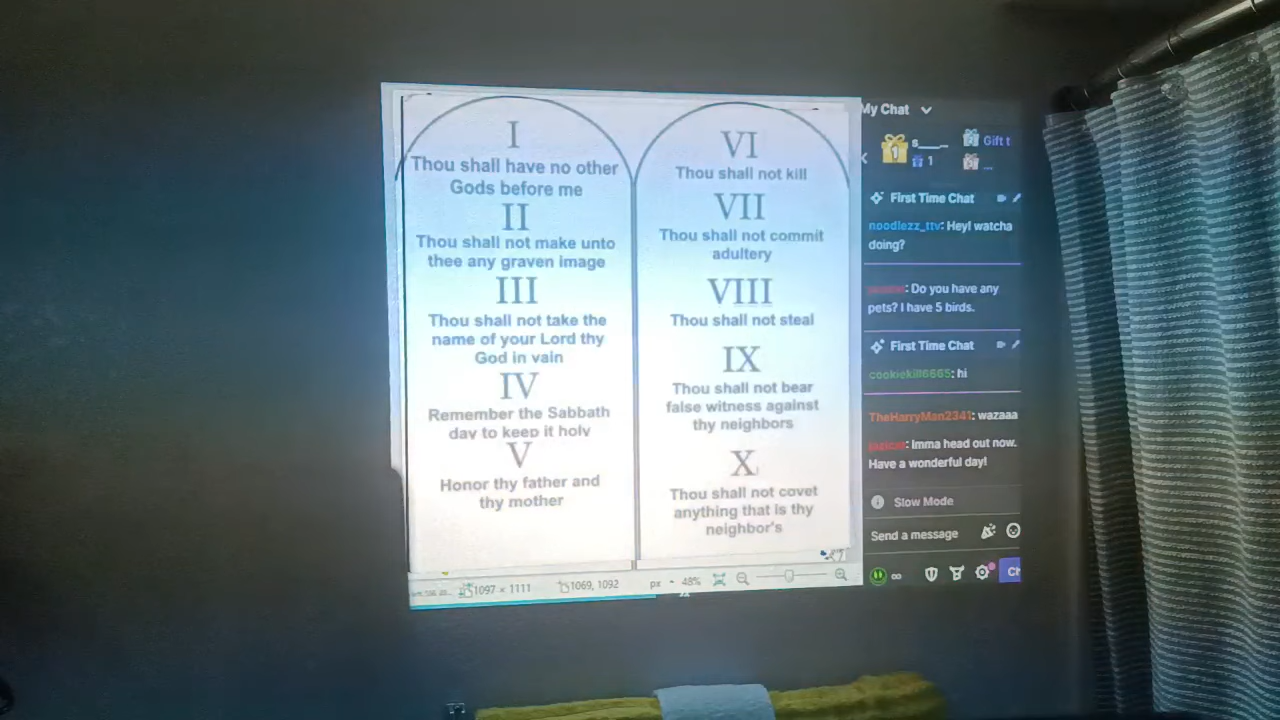 I
Thou shall have no other
Gods before me
II
Thou shall not make unto
thee any graven image
III
Thou shall not take the
name of your Lord thy
God in vain
IV
Remember the Sabbath
day to keep it holy
V
Honor thy father and
thy mother
VI
Thou shall not kill
VII
Thou shall not commit
adultery
VIII
Thou shall not steal
IX
Thou shall not bear
false witness against
thy neighbors
X
Thou shall not covet
anything that is thy
neighbor's
1097 × 1111
1069, 1092
px
48%
My Chat
1
s____
1
Gift t
...
First Time Chat
noodlezz_ttv: Hey! watcha
doing?
: Do you have any
pets? I have 5 birds.
First Time Chat
cookiekill6665: hi
TheHarryMan2341: wazaaa
: Imma head out now.
Have a wonderful day!
Slow Mode
Send a message
∞
Ch